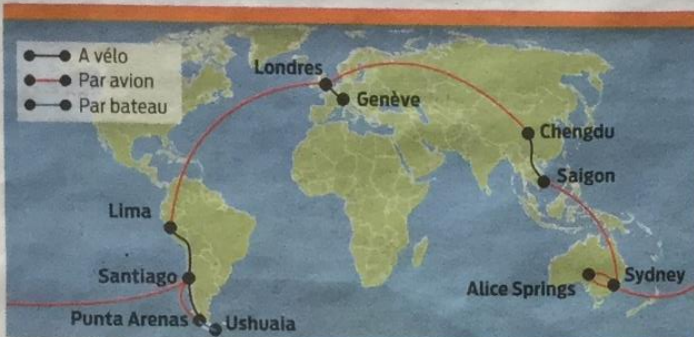 A vélo
Par avion
Par bateau
Londres
Genève
Chengdu
Saigon
Lima
Santiago
Alice Springs
Sydney
Punta Arenas
Ushuaia